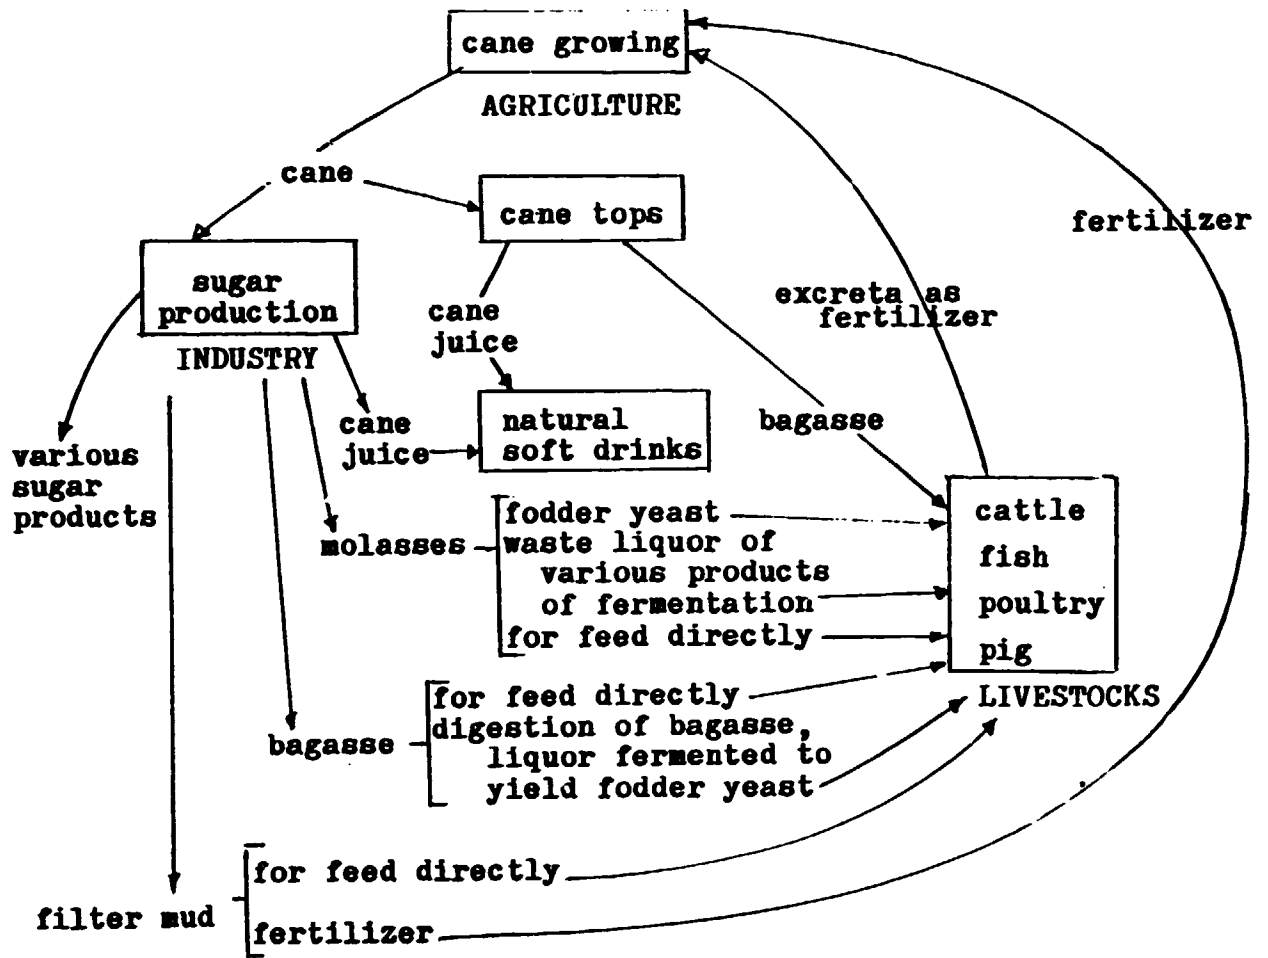 cane growing
AGRICULTURE
cane
cane tops
fertilizer
sugar
production
INDUSTRY
cane
juice
excreta as
fertilizer
cane
juice
natural
soft drinks
bagasse
various
sugar
products
molasses
fodder yeast
waste liquor of
various products
of fermentation
for feed directly
cattle
fish
poultry
pig
LIVESTOCKS
bagasse
for feed directly
digestion of bagasse,
liquor fermented to
yield fodder yeast
filter mud
for feed directly
fertilizer